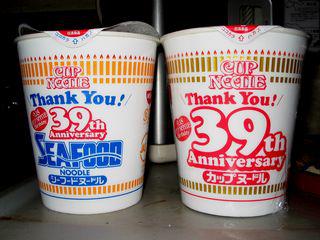 CUP
NOODLE
Thank You!
39th
Anniversary
SEAFOOD
NOODLE
シーフードヌードル
CUP
NOODLE
Thank You!
39th
Anniversary
カップヌードル